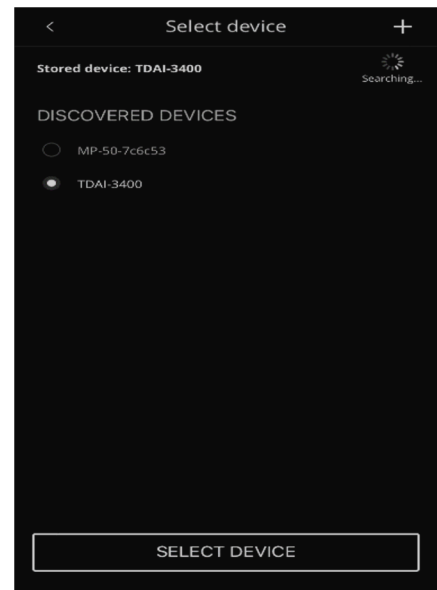 < Select device +
Stored device: TDAI-3400
Searching...
DISCOVERED DEVICES
MP-50-7c6c53
TDAI-3400
SELECT DEVICE